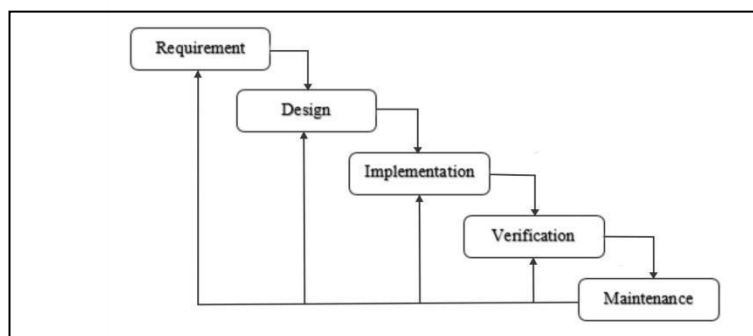 Requirement
Design
Implementation
Verification
Maintenance